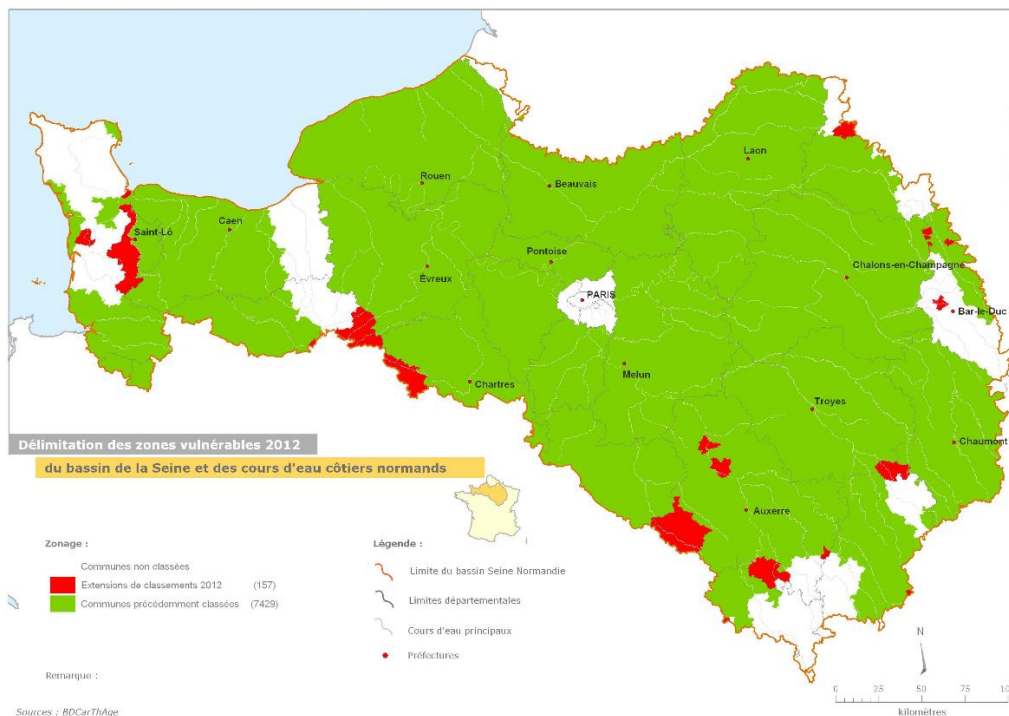 Laon
Rouen
Beauvais
Caen
Saint-Lô
Pontoise
Évreux
Chalons-en-Champagne
PARIS
Bar-le-Duc
Melun
Chartres
Troyes
Chaumont
Auxerre
Délimitation des zones vulnérables 2012
du bassin de la Seine et des cours d'eau côtiers normands
Zonage :
Communes non classées
Extensions de classements 2012 (157)
Communes précédomment classées (7429)
Légende :
Limite du bassin Seine Normandie
Limites départementales
Cours d'eau principaux
Préfectures
Remarque :
Sources : BDCarThAge
N
0 25 50 75 10
kilomètres